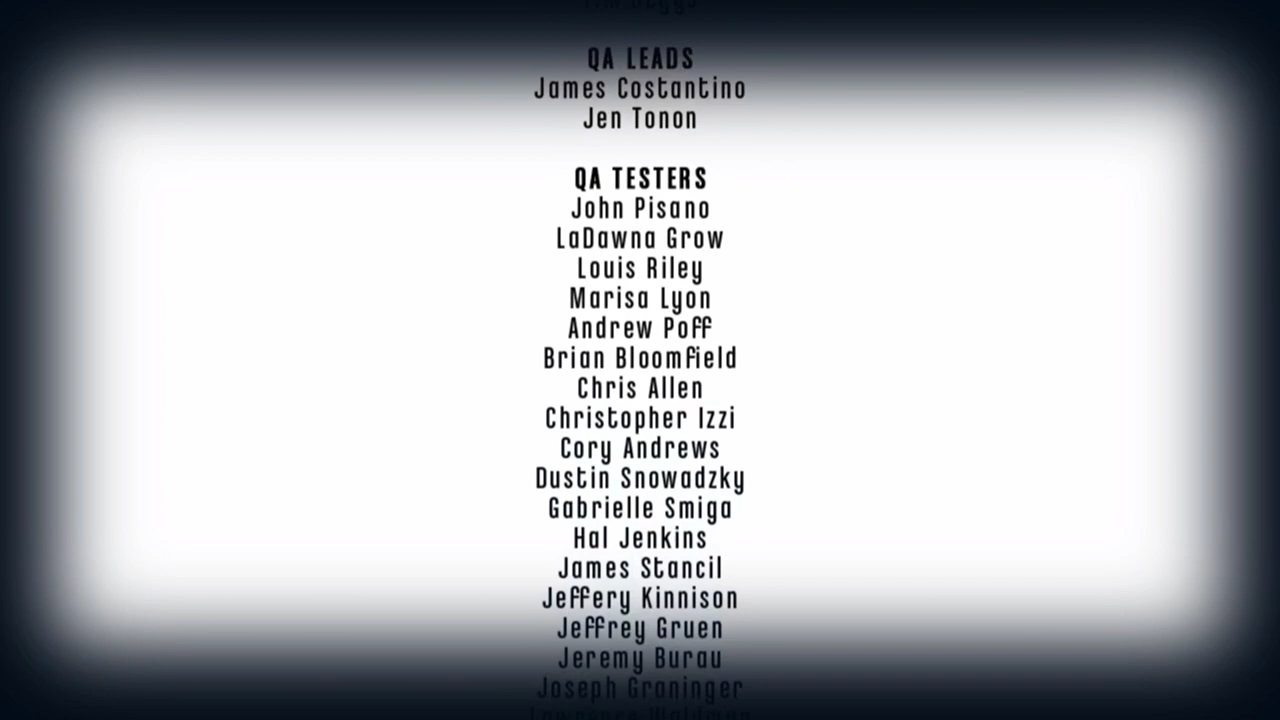 QA LEADS
James Costantino
Jen Tonon
QA TESTERS
John Pisano
LaDawna Grow
Louis Riley
Marisa Lyon
Andrew Poff
Brian Bloomfield
Chris Allen
Christopher Izzi
Cory Andrews
Dustin Snowadzky
Gabrielle Smiga
Hal Jenkins
James Stancil
Jeffery Kinnison
Jeffrey Gruen
Jeremy Burau
Joseph Groninger